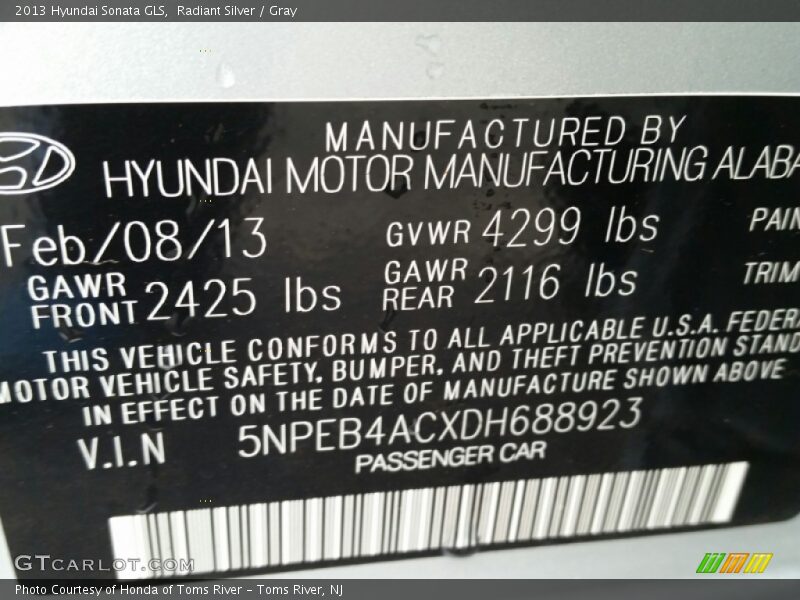 2013 Hyundai Sonata GLS, Radiant Silver / Gray
MANUFACTURED BY
HYUNDAI MOTOR MANUFACTURING ALABA
Feb/08/13 GVWR 4299 lbs PAIN
GAWR FRONT 2425 lbs GAWR REAR 2116 lbs TRIM
THIS VEHICLE CONFORMS TO ALL APPLICABLE U.S.A. FEDERA
MOTOR VEHICLE SAFETY, BUMPER, AND THEFT PREVENTION STAND
IN EFFECT ON THE DATE OF MANUFACTURE SHOWN ABOVE
V.I.N 5NPEB4ACXDH688923
PASSENGER CAR
GTCARLOT.COM
Photo Courtesy of Honda of Toms River - Toms River, NJ